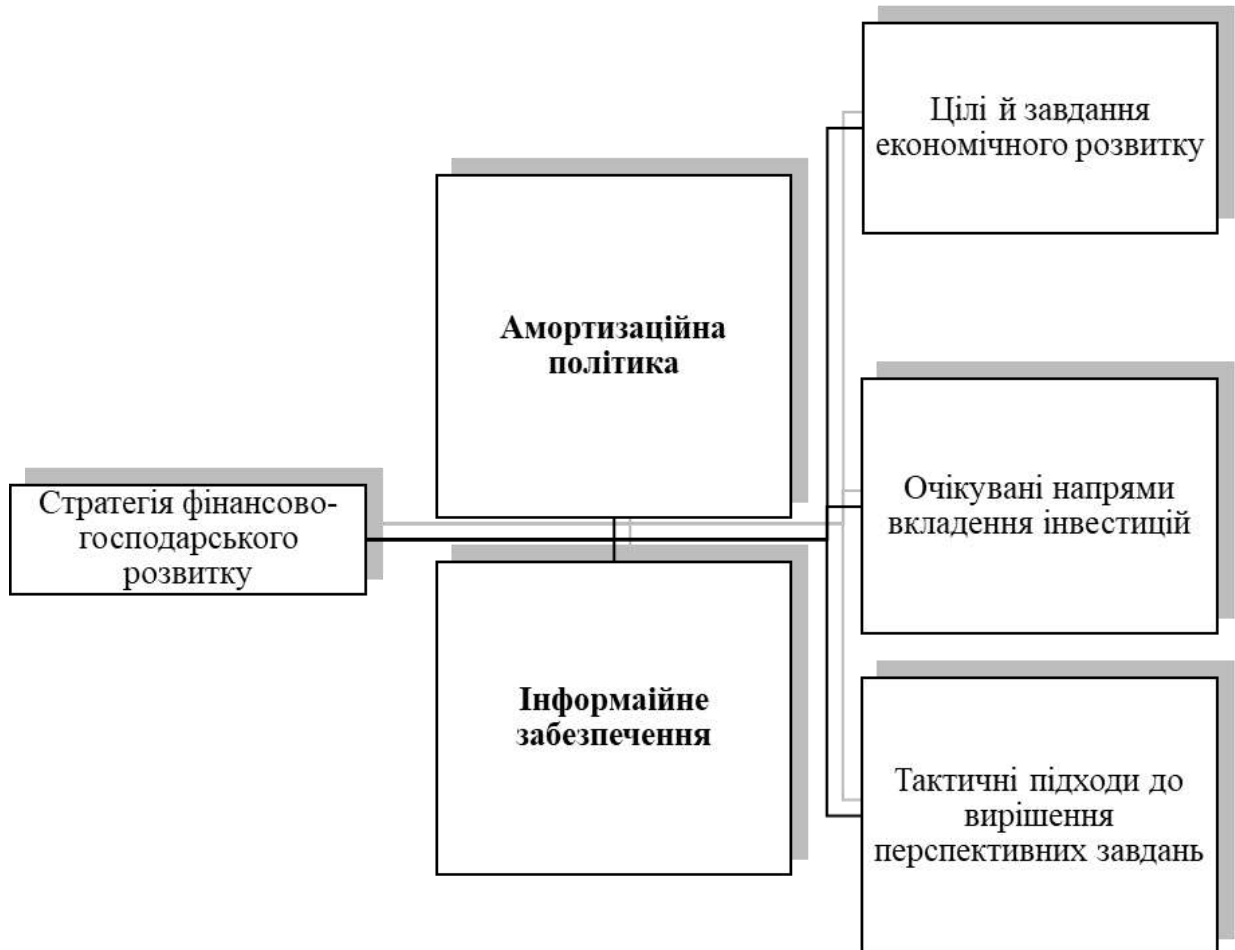 Стратегія фінансово-
господарського
розвитку
Амортизаційна
політика
Інформаійне
забезпечення
Цілі й завдання
економічного розвитку
Очікувані напрями
вкладення інвестицій
Тактичні підходи до
вирішення
перспективних завдань